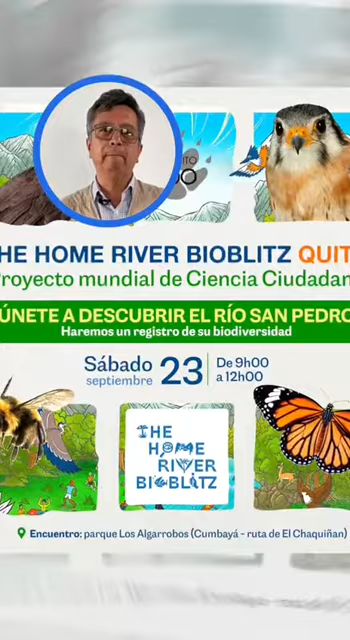 ITO
HE HOME RIVER BIOBLITZ QUIT
Proyecto mundial de Ciencia Ciudadan
ÚNETE A DESCUBRIR EL RÍO SAN PEDRO
Haremos un registro de su biodiversidad
Sábado
septiembre
23
De 9h00
a 12h00
THE
HOME
RIVER
BIOBLITZ
Encuentro: parque Los Algarrobos (Cumbayá - ruta de El Chaquiñan)